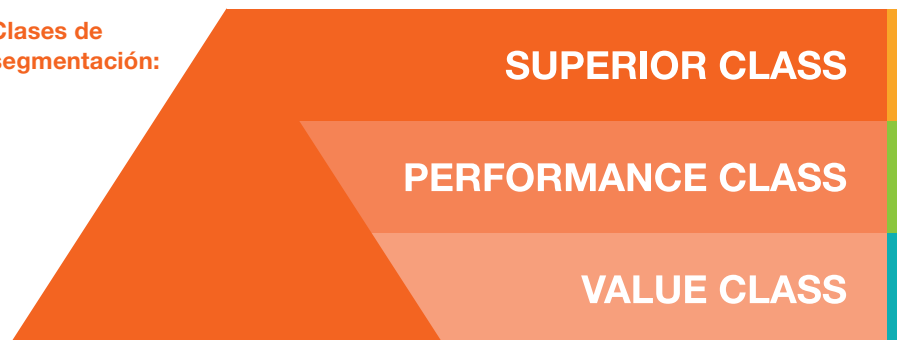 Clases de
segmentación:
SUPERIOR CLASS
PERFORMANCE CLASS
VALUE CLASS